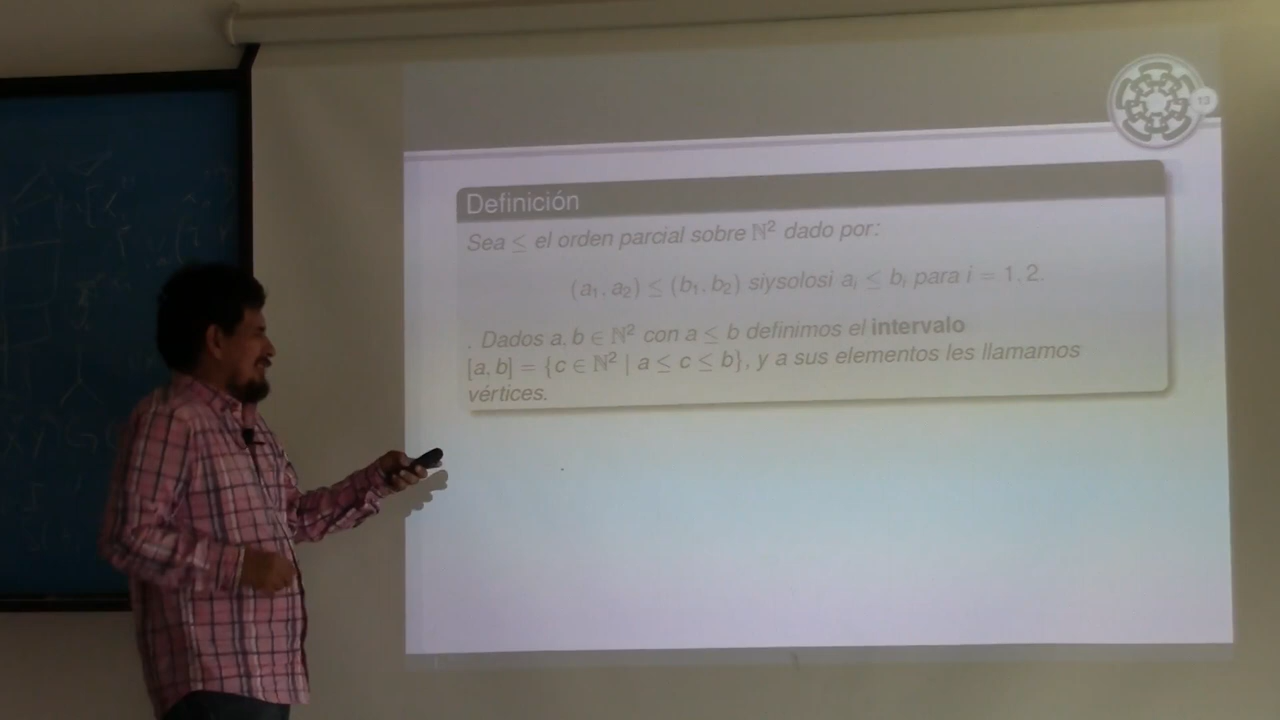 13
Definición
Sea ≤ el orden parcial sobre ℕ² dado por:
(a₁, a₂) ≤ (b₁, b₂) siysolosi aᵢ ≤ bᵢ para i = 1, 2.
. Dados a, b ∈ ℕ² con a ≤ b definimos el intervalo
[a, b] = {c ∈ ℕ² | a ≤ c ≤ b}, y a sus elementos les llamamos
vértices.